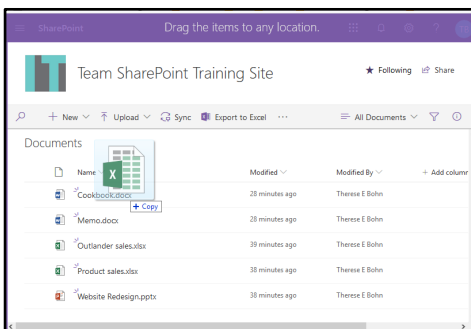 SharePoint Drag the items to any location. ?
IT Team SharePoint Training Site ★ Following Share
+ New Upload Sync Export to Excel ··· All Documents
Documents
Name Modified Modified By + Add column
Cookbook.docx 28 minutes ago Therese E Bohn
+ Copy
Memo.docx 28 minutes ago Therese E Bohn
Outlander sales.xlsx 39 minutes ago Therese E Bohn
Product sales.xlsx 38 minutes ago Therese E Bohn
Website Redesign.pptx 38 minutes ago Therese E Bohn